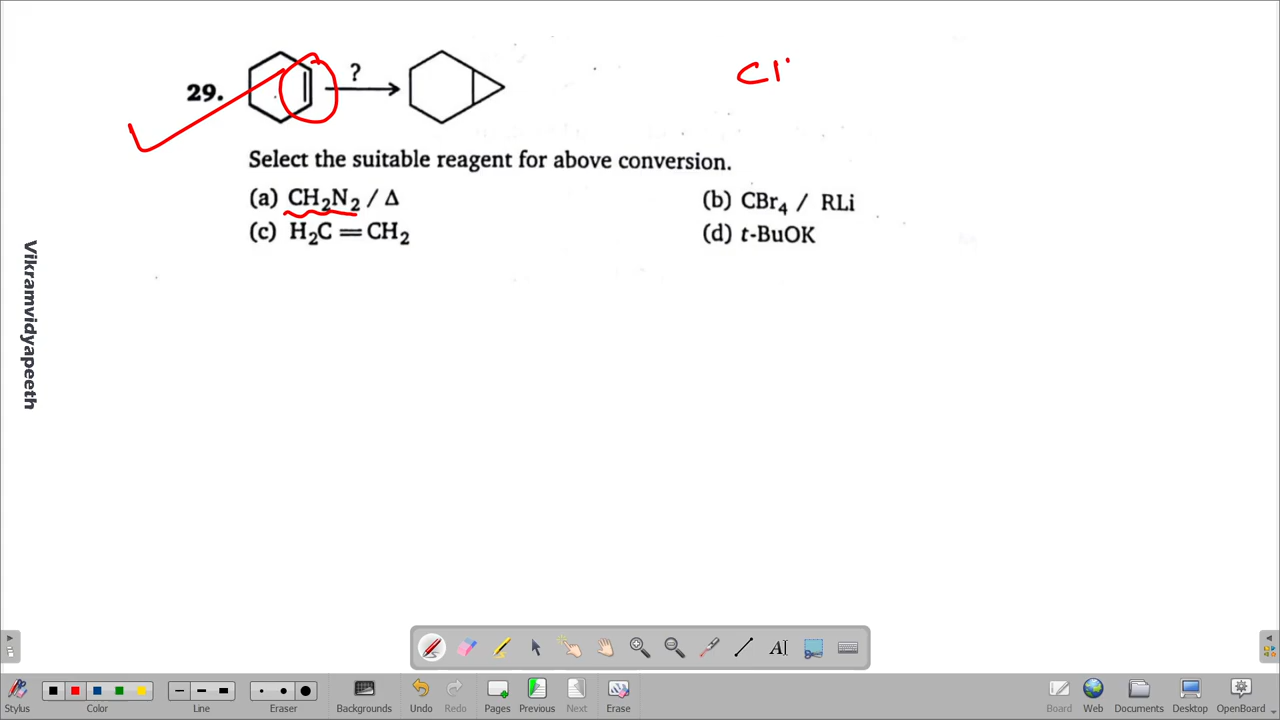 ?
29.
Select the suitable reagent for above conversion.
(a) CH₂N₂ / Δ
(b) CBr₄ / RLi
(c) H₂C=CH₂
(d) t-BuOK
Vikramvidyapeeth
Stylus
Color
Line
Eraser
Backgrounds
Undo
Redo
Pages
Previous
Next
Erase
Board
Web
Documents
Desktop
OpenBoard